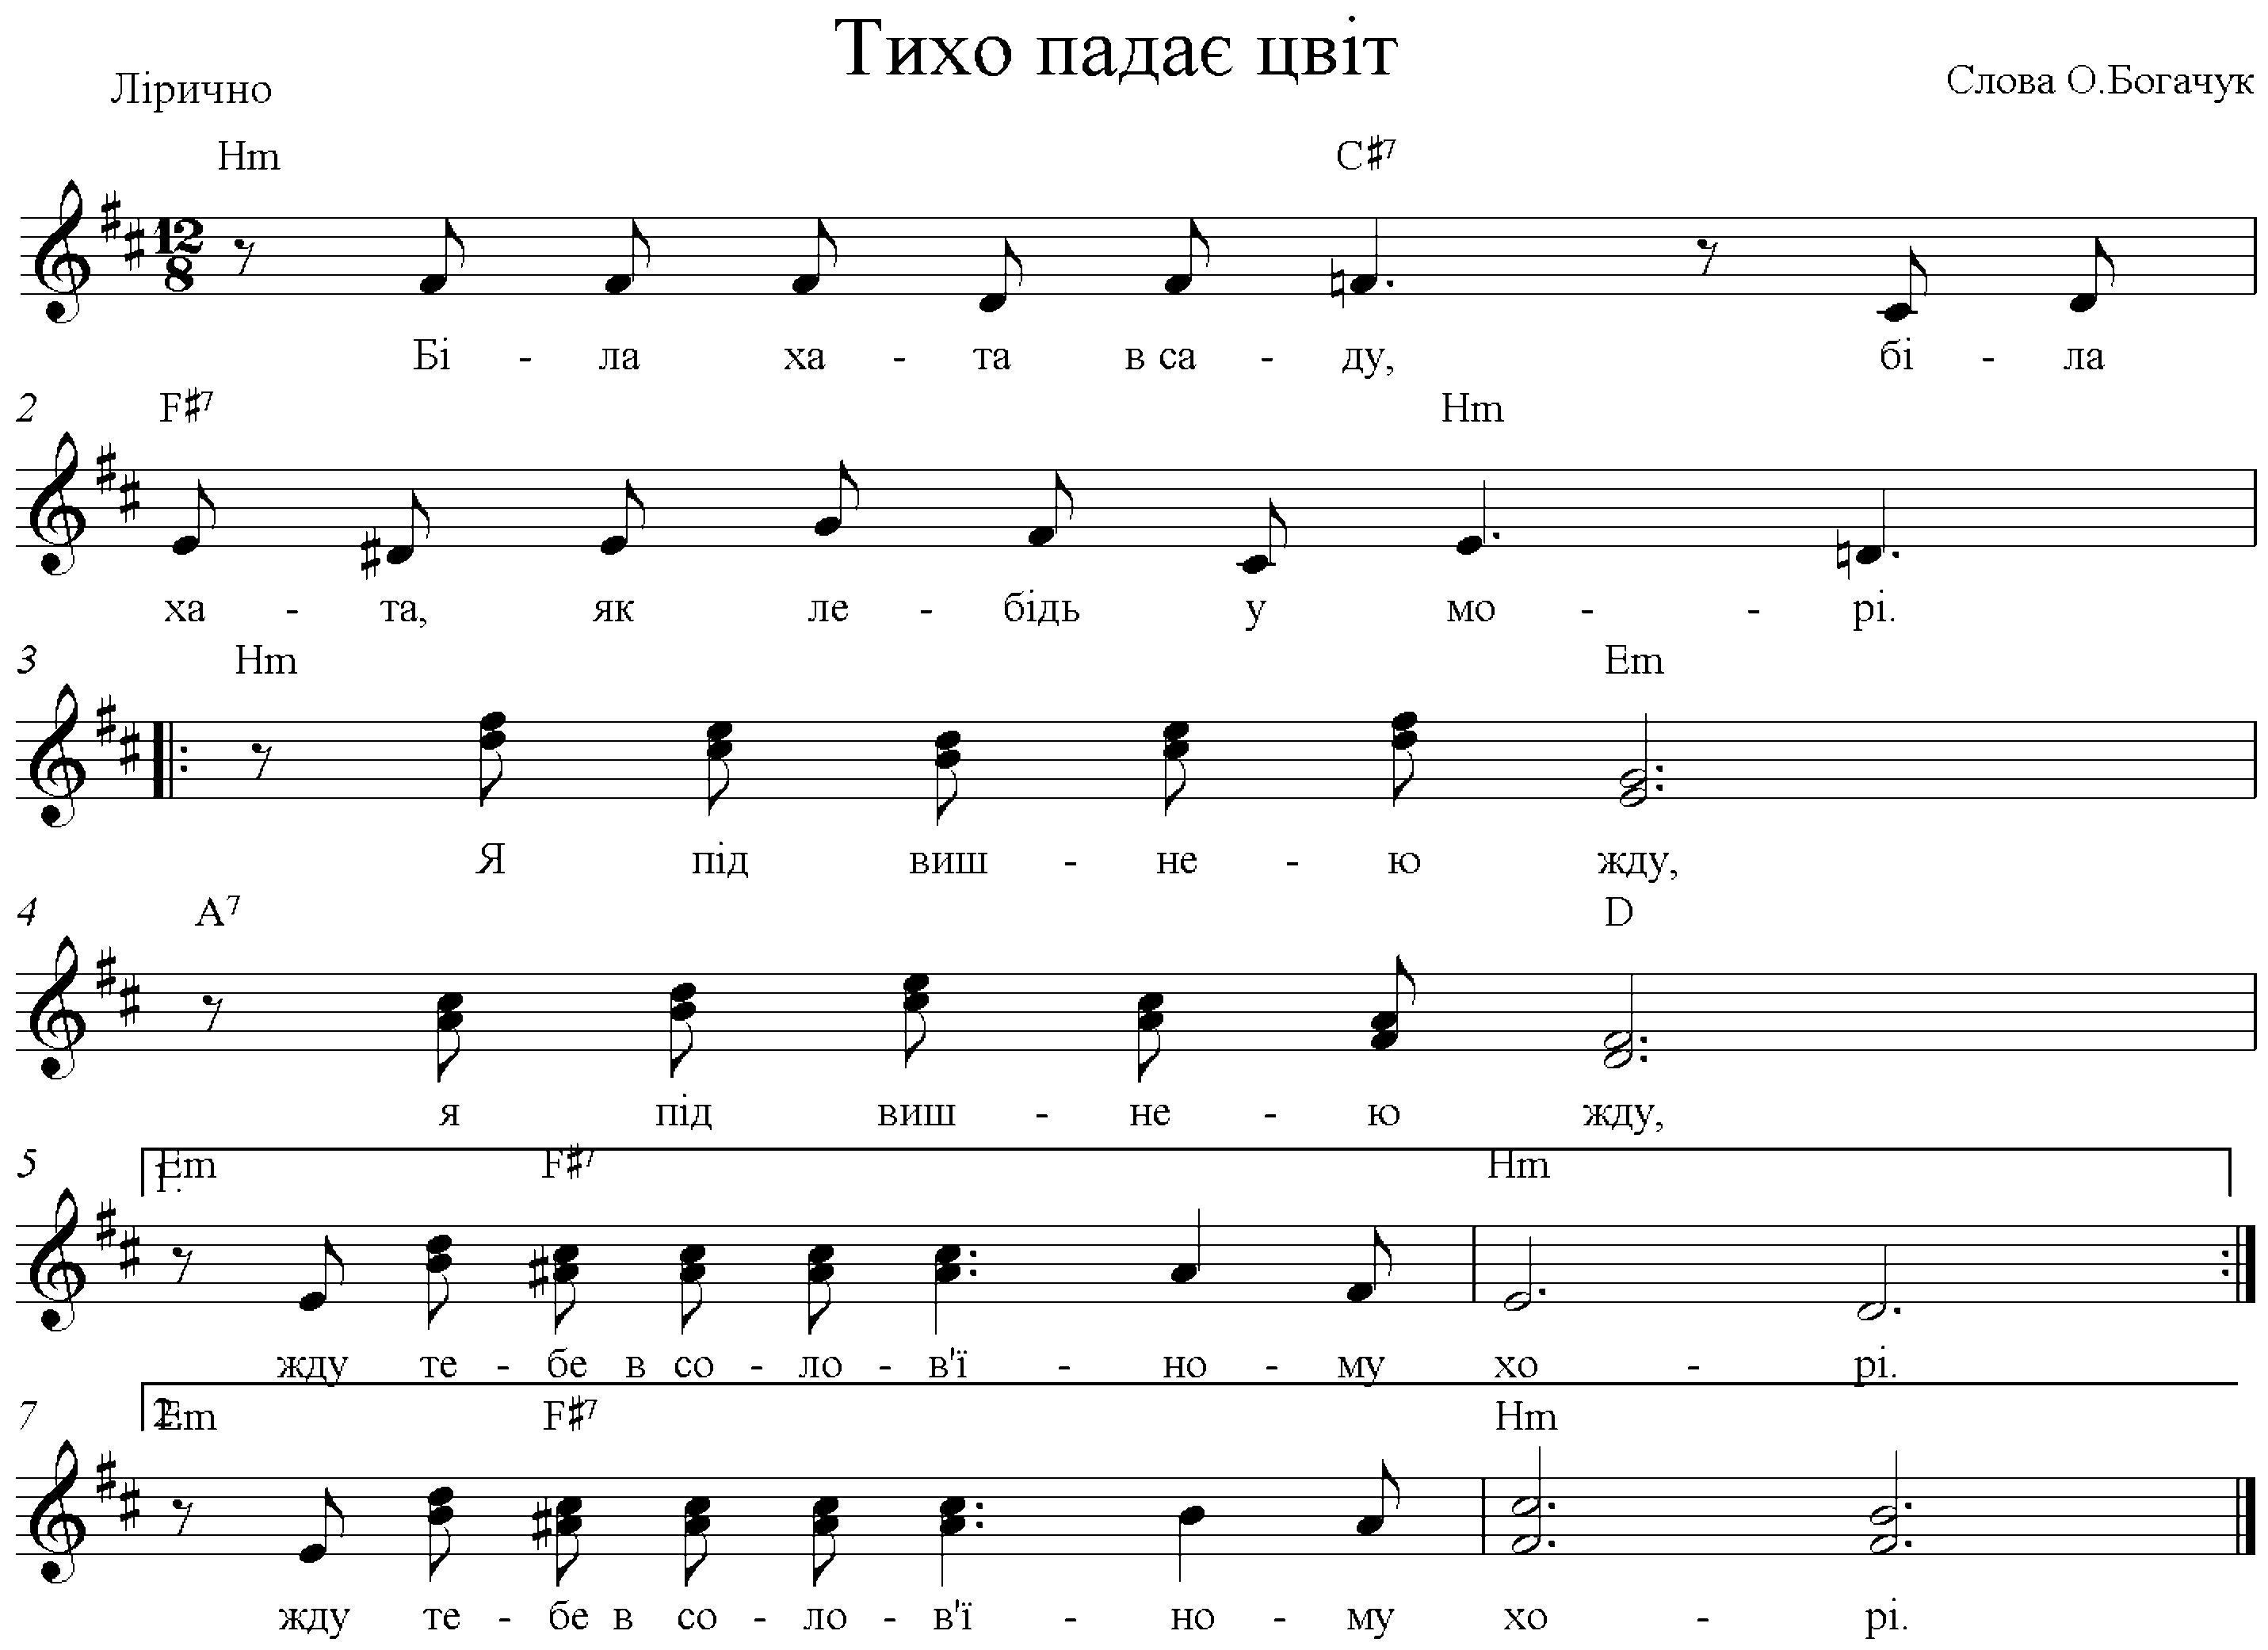 Тихо падає цвіт
Лірично
Слова О.Богачук
Hm C#7
12
8
Бі - ла ха - та в са - ду, бі - ла
2 F#7 Hm
ха - та, як ле - бідь у мо - - рі.
3 Hm Em
Я під виш - не - ю жду,
4 A7 D
я під виш - не - ю жду,
5 1. Em F#7 Hm
жду те - бе в со - ло - в'ї - но - му хо - рі.
7 2. Em F#7 Hm
жду те - бе в со - ло - в'ї - но - му хо - рі.